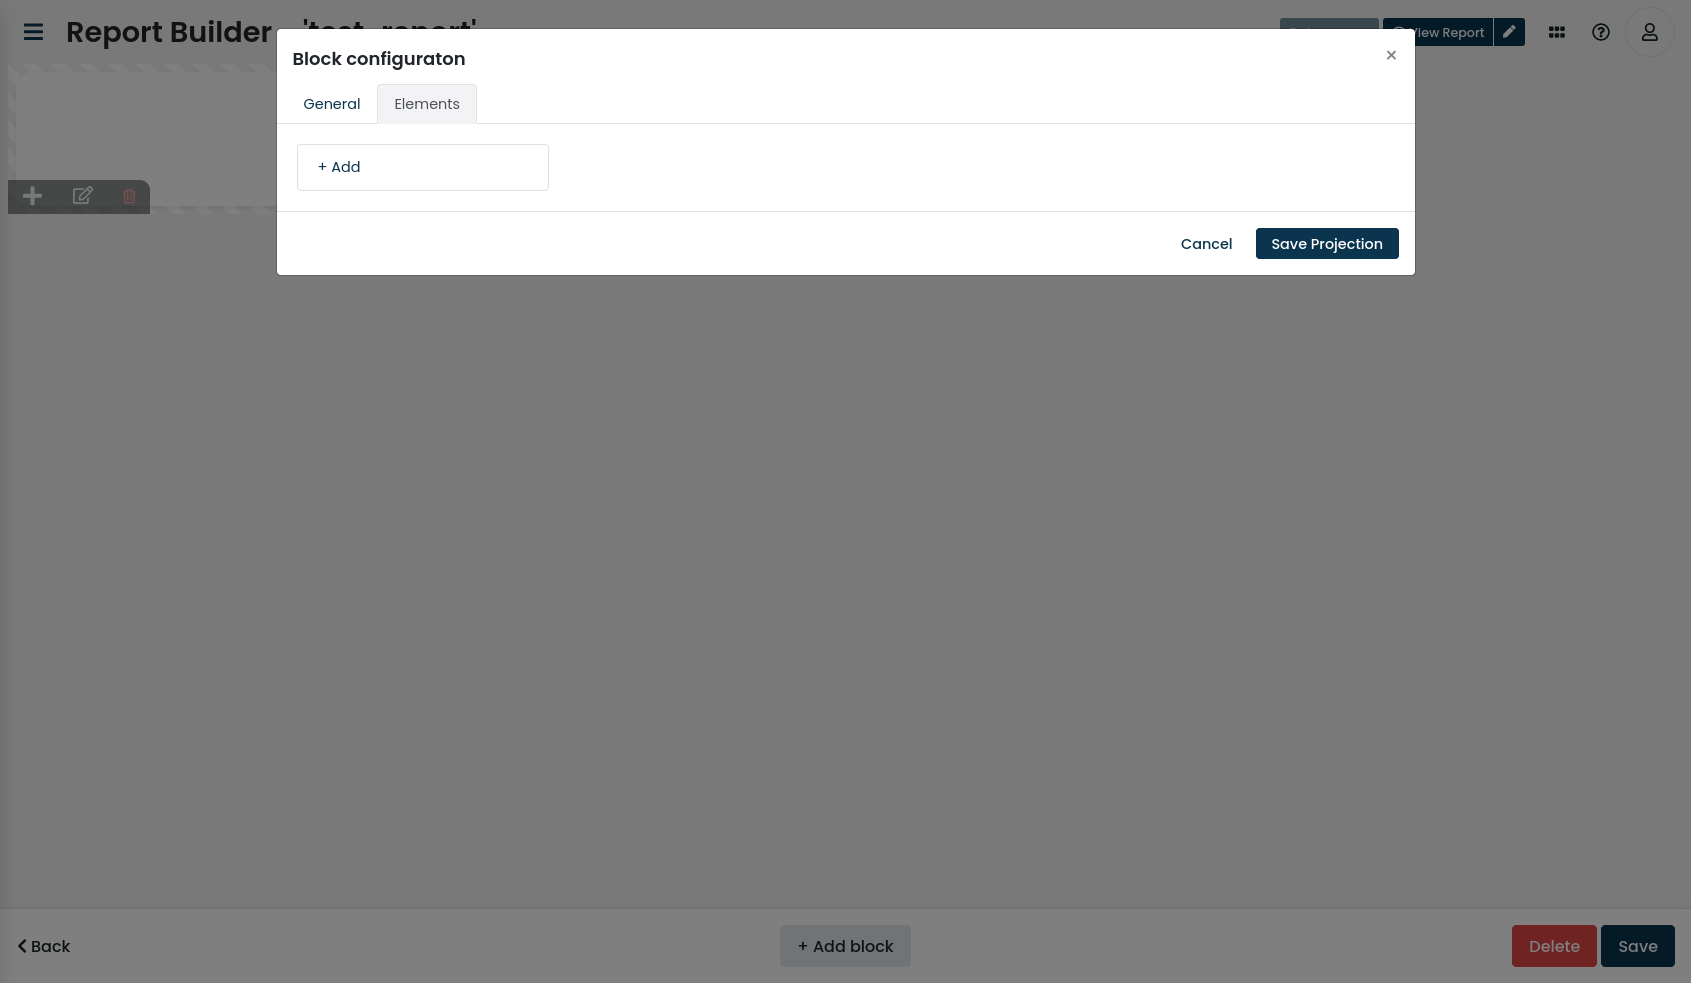 Report Builder - 'test_report'
View Report
Block configuraton
×
General
Elements
+ Add
Cancel
Save Projection
Back
+ Add block
Delete
Save